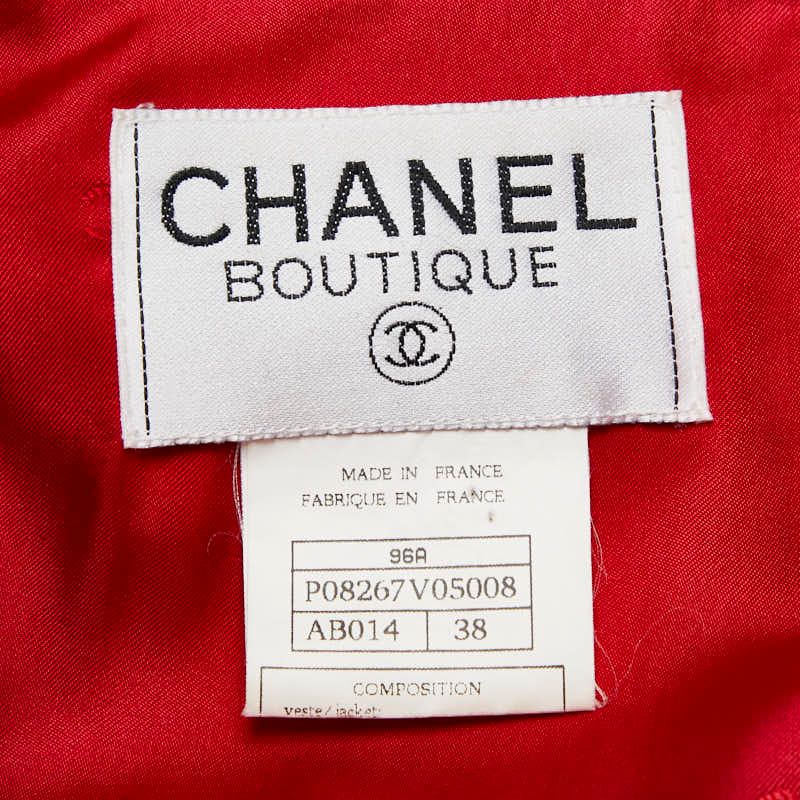 CHANEL
BOUTIQUE
MADE IN FRANCE
FABRIQUE EN FRANCE
96A
P08267V05008
AB014 38
COMPOSITION
veste/jacket: